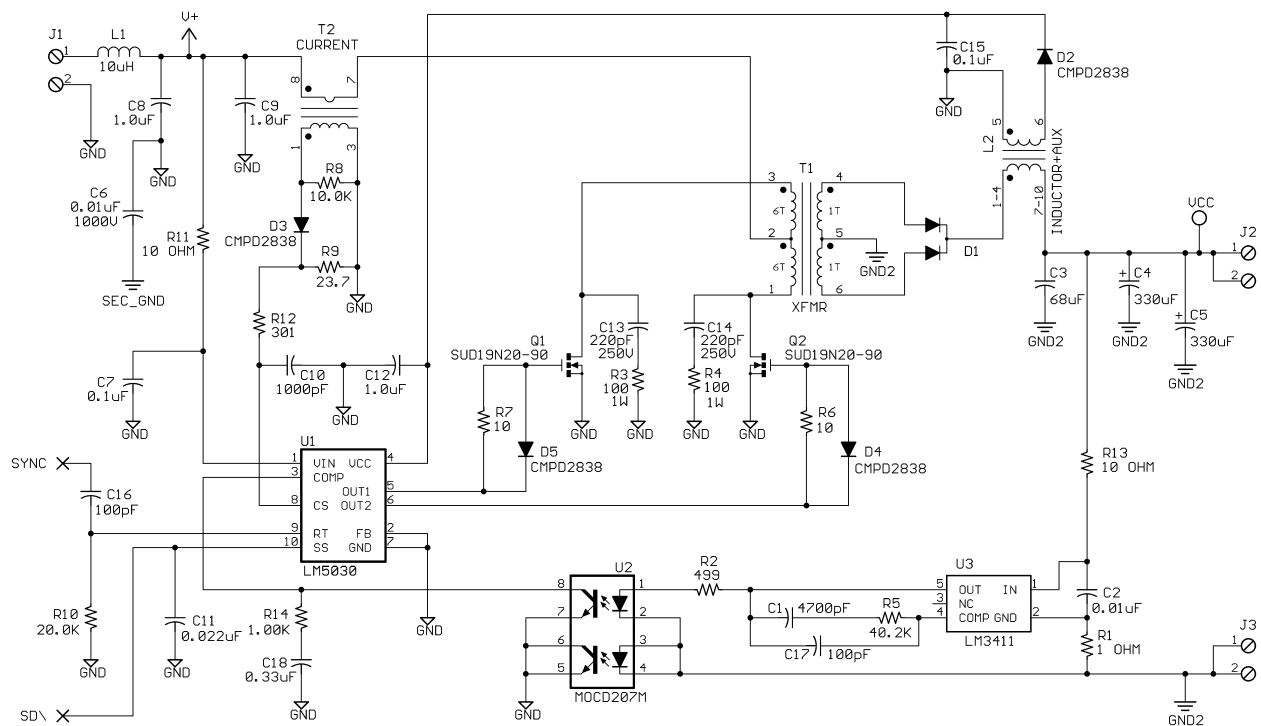 J1
1
2
GND
L1
10uH
V+
C8
1.0uF
GND
C9
1.0uF
GND
C6
0.01uF
1000V
SEC_GND
R11
10 OHM
C7
0.1uF
GND
T2
CURRENT
8
7
1
3
R8
10.0K
D3
CMPD2838
R9
23.7
GND
R12
301
C10
1000pF
GND
C12
1.0uF
C15
0.1uF
GND
D2
CMPD2838
L2
5
6
1-4
7-10
INDUCTOR+AUX
T1
3
4
6T
1T
2
5
6T
1T
1
6
XFMR
GND2
D1
VCC
J2
1
2
C3
68uF
GND2
+
C4
330uF
GND2
+
C5
330uF
GND2
Q1
SUD19N20-90
GND
C13
220pF
250V
R3
100
1W
GND
C14
220pF
250V
R4
100
1W
GND
Q2
SUD19N20-90
GND
R7
10
D5
CMPD2838
R6
10
D4
CMPD2838
R13
10 OHM
SYNC
C16
100pF
R10
20.0K
GND
SD\
C11
0.022uF
GND
R14
1.00K
C18
0.33uF
GND
U1
1 VIN VCC 4
3 COMP
OUT1 5
8 CS OUT2 6
9 RT FB 2
10 SS GND 7
LM5030
GND
U2
8 1
7 2
6 3
5 4
MOCD207M
GND
R2
499
C1 4700pF
R5
40.2K
C17 100pF
U3
5 OUT IN 1
3 NC
4 COMP GND 2
LM3411
C2
0.01uF
R1
1 OHM
GND2
J3
1
2